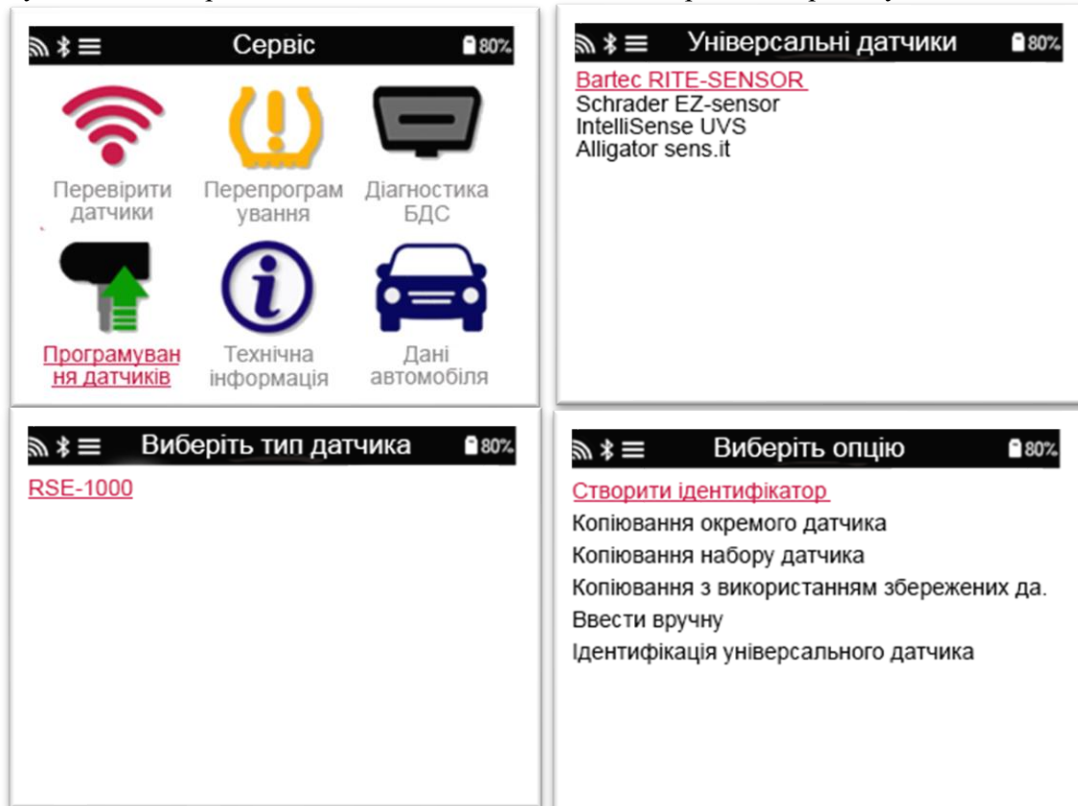 Сервіс
80%
Перевірити
датчики
Перепрограм
ування
Діагностика
БДС
Програмуван
ня датчиків
Технічна
інформація
Дані
автомобіля
Універсальні датчики
80%
Bartec RITE-SENSOR
Schrader EZ-sensor
IntelliSense UVS
Alligator sens.it
Виберіть тип датчика
80%
RSE-1000
Виберіть опцію
80%
Створити ідентифікатор
Копіювання окремого датчика
Копіювання набору датчика
Копіювання з використанням збережених да.
Ввести вручну
Ідентифікація універсального датчика